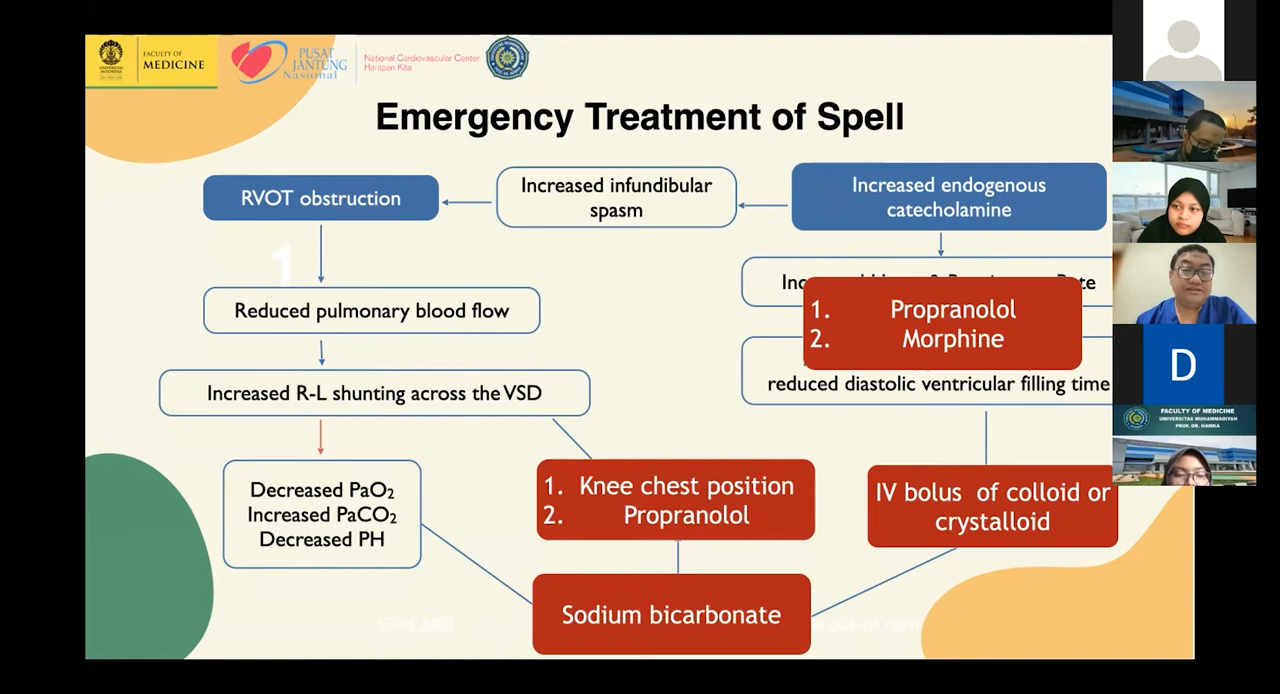 FACULTY OF
MEDICINE
UNIVERSITAS
INDONESIA
PUSAT
JANTUNG
Nasional
National Cardiovascular Center
Harapan Kita
Emergency Treatment of Spell
RVOT obstruction
Increased infundibular
spasm
Increased endogenous
catecholamine
1
Reduced pulmonary blood flow
1. Propranolol
2. Morphine
Increased R-L shunting across the VSD
reduced diastolic ventricular filling time
Decreased PaO₂
Increased PaCO₂
Decreased PH
1. Knee chest position
2. Propranolol
IV bolus of colloid or
crystalloid
Sodium bicarbonate
D
FACULTY OF MEDICINE
UNIVERSITAS MUHAMMADIYAH
PROF. DR. HAMKA